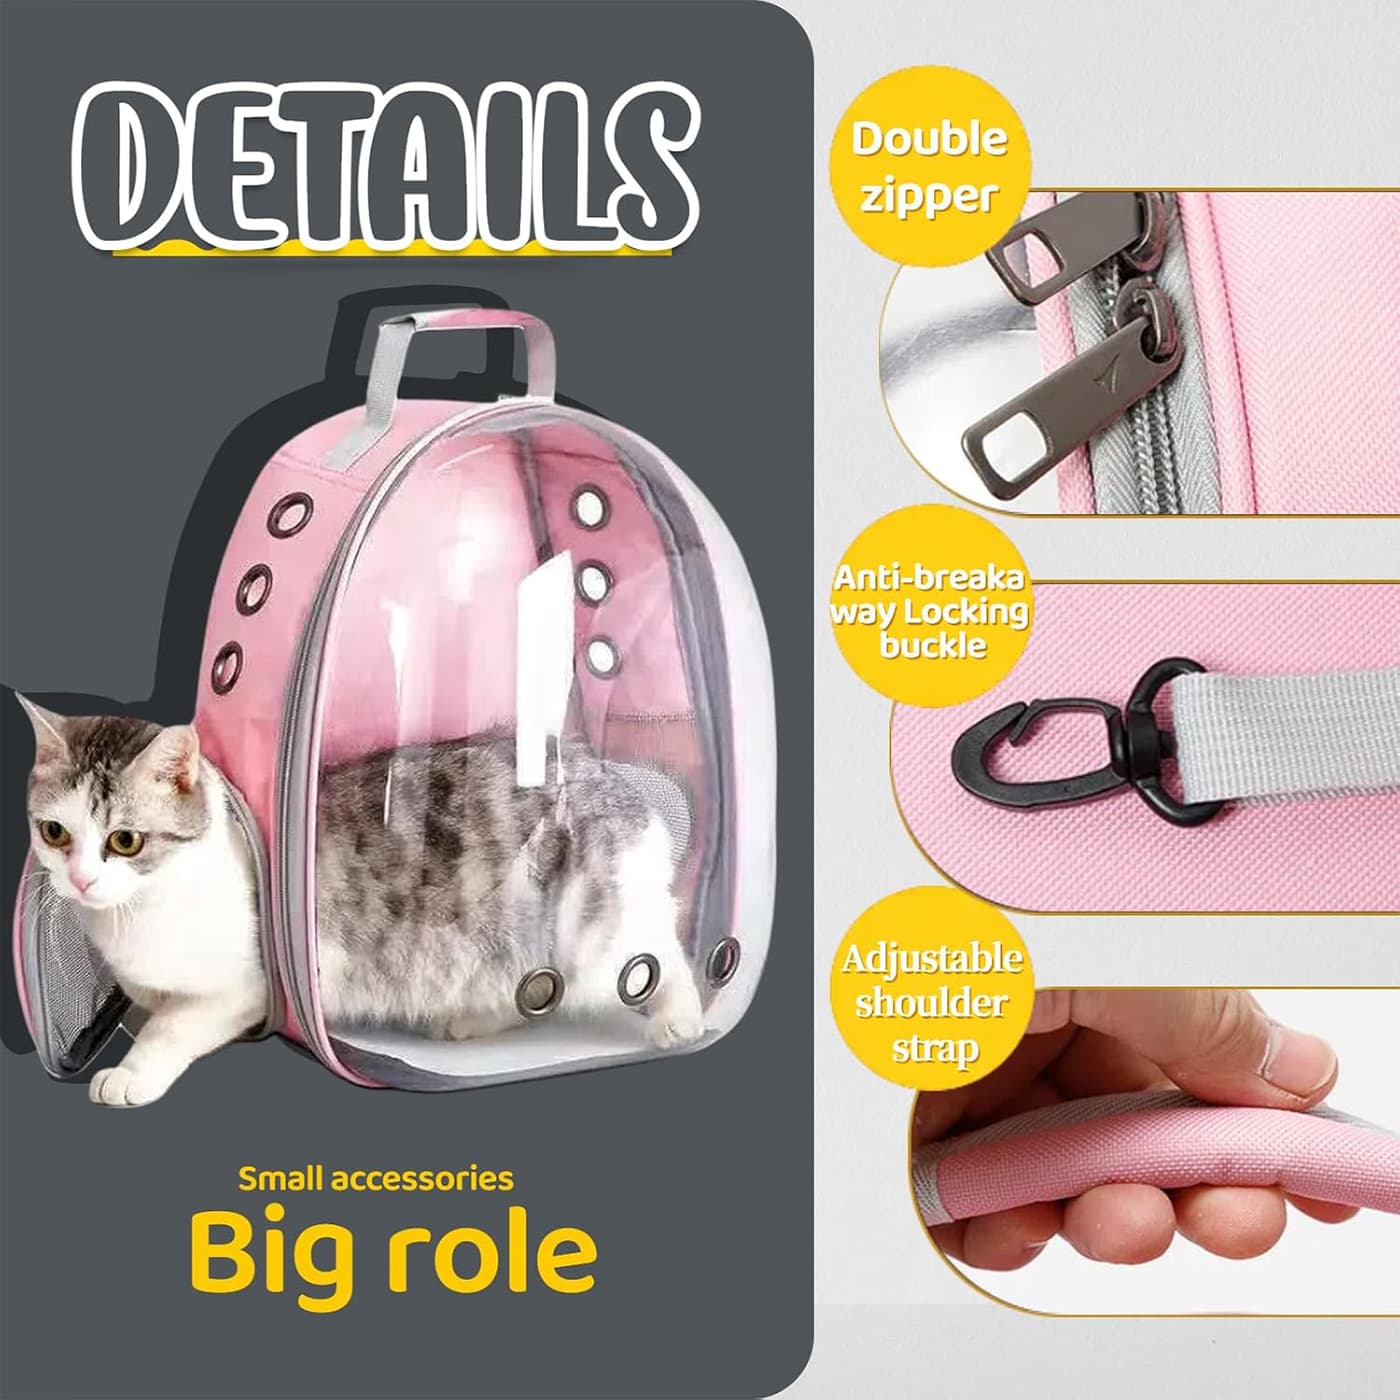 DETAILS
Small accessories
Big role
Double
zipper
Anti-breaka
way Locking
buckle
Adjustable
shoulder
strap